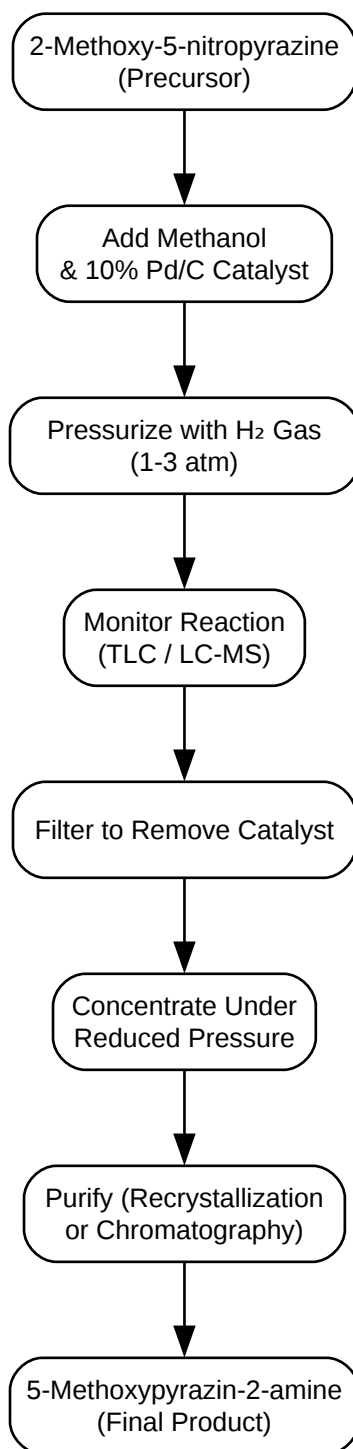 2-Methoxy-5-nitropyrazine
(Precursor)
Add Methanol
& 10% Pd/C Catalyst
Pressurize with H₂ Gas
(1-3 atm)
Monitor Reaction
(TLC / LC-MS)
Filter to Remove Catalyst
Concentrate Under
Reduced Pressure
Purify (Recrystallization
or Chromatography)
5-Methoxypyrazin-2-amine
(Final Product)